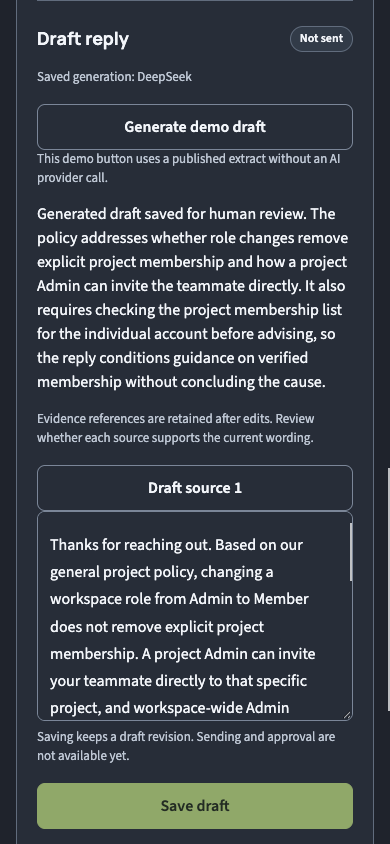 Draft reply
Not sent
Saved generation: DeepSeek
Generate demo draft
This demo button uses a published extract without an AI
provider call.
Generated draft saved for human review. The
policy addresses whether role changes remove
explicit project membership and how a project
Admin can invite the teammate directly. It also
requires checking the project membership list
for the individual account before advising, so
the reply conditions guidance on verified
membership without concluding the cause.
Evidence references are retained after edits. Review
whether each source supports the current wording.
Draft source 1
Thanks for reaching out. Based on our
general project policy, changing a
workspace role from Admin to Member
does not remove explicit project
membership. A project Admin can invite
your teammate directly to that specific
project, and workspace-wide Admin
Saving keeps a draft revision. Sending and approval are
not available yet.
Save draft